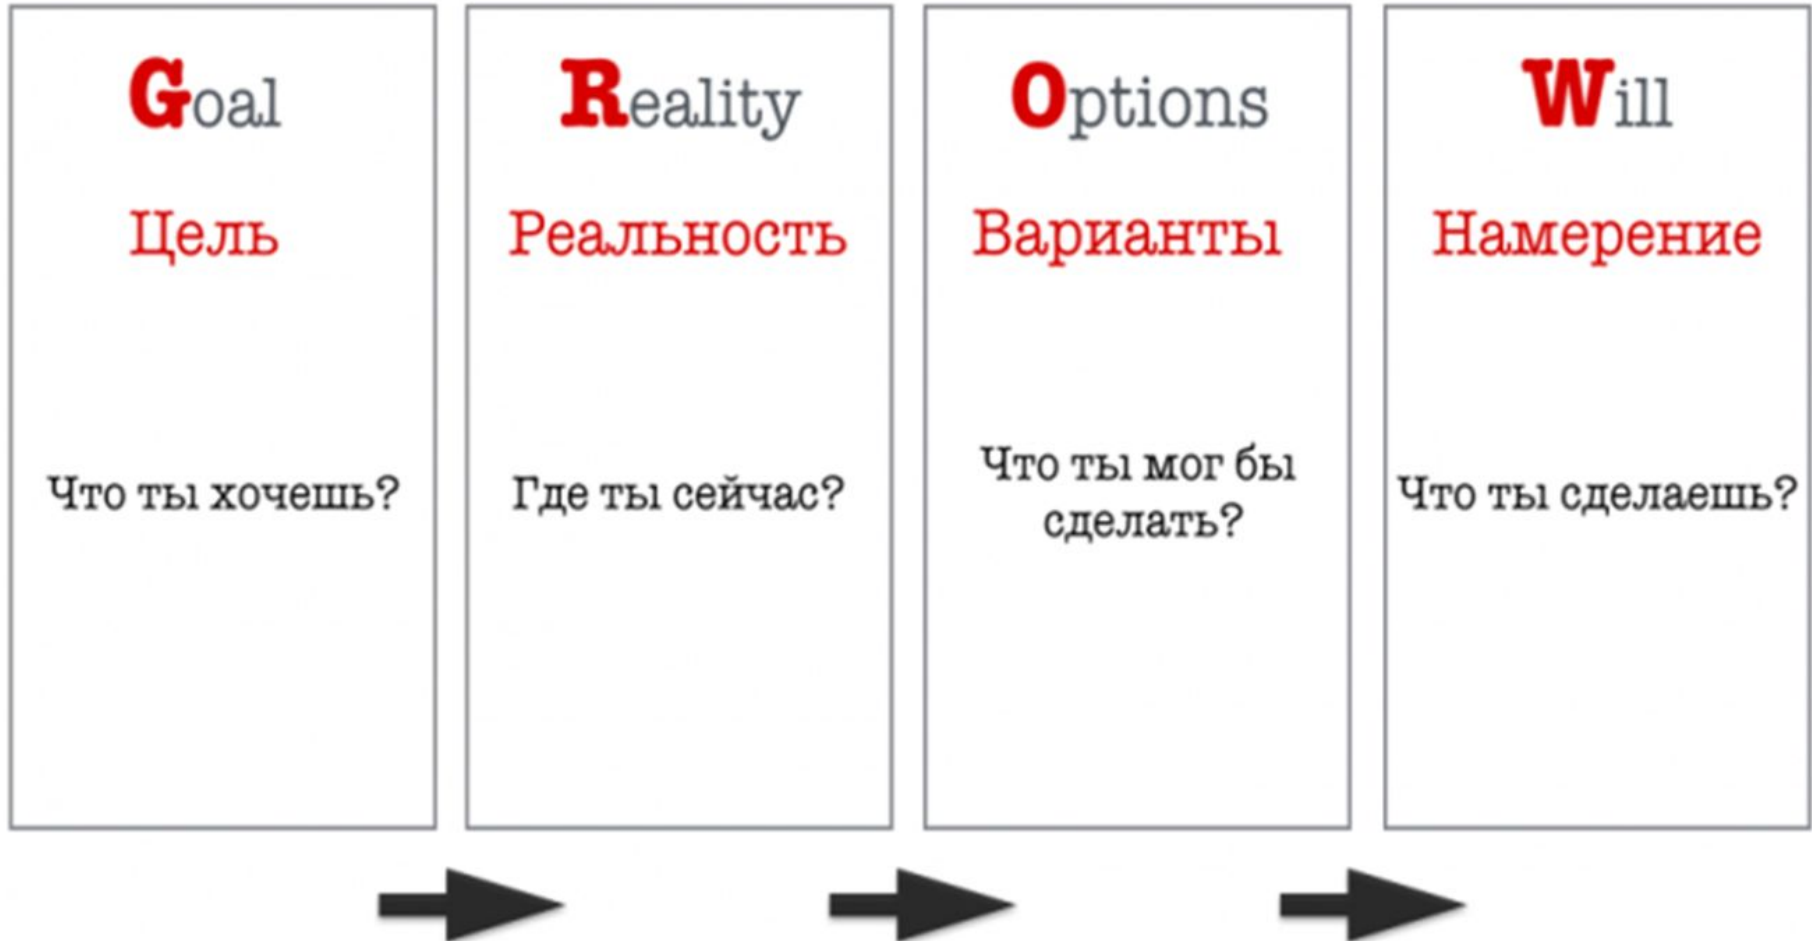 Goal
Цель
Что ты хочешь?
Reality
Реальность
Где ты сейчас?
Options
Варианты
Что ты мог бы
сделать?
Will
Намерение
Что ты сделаешь?